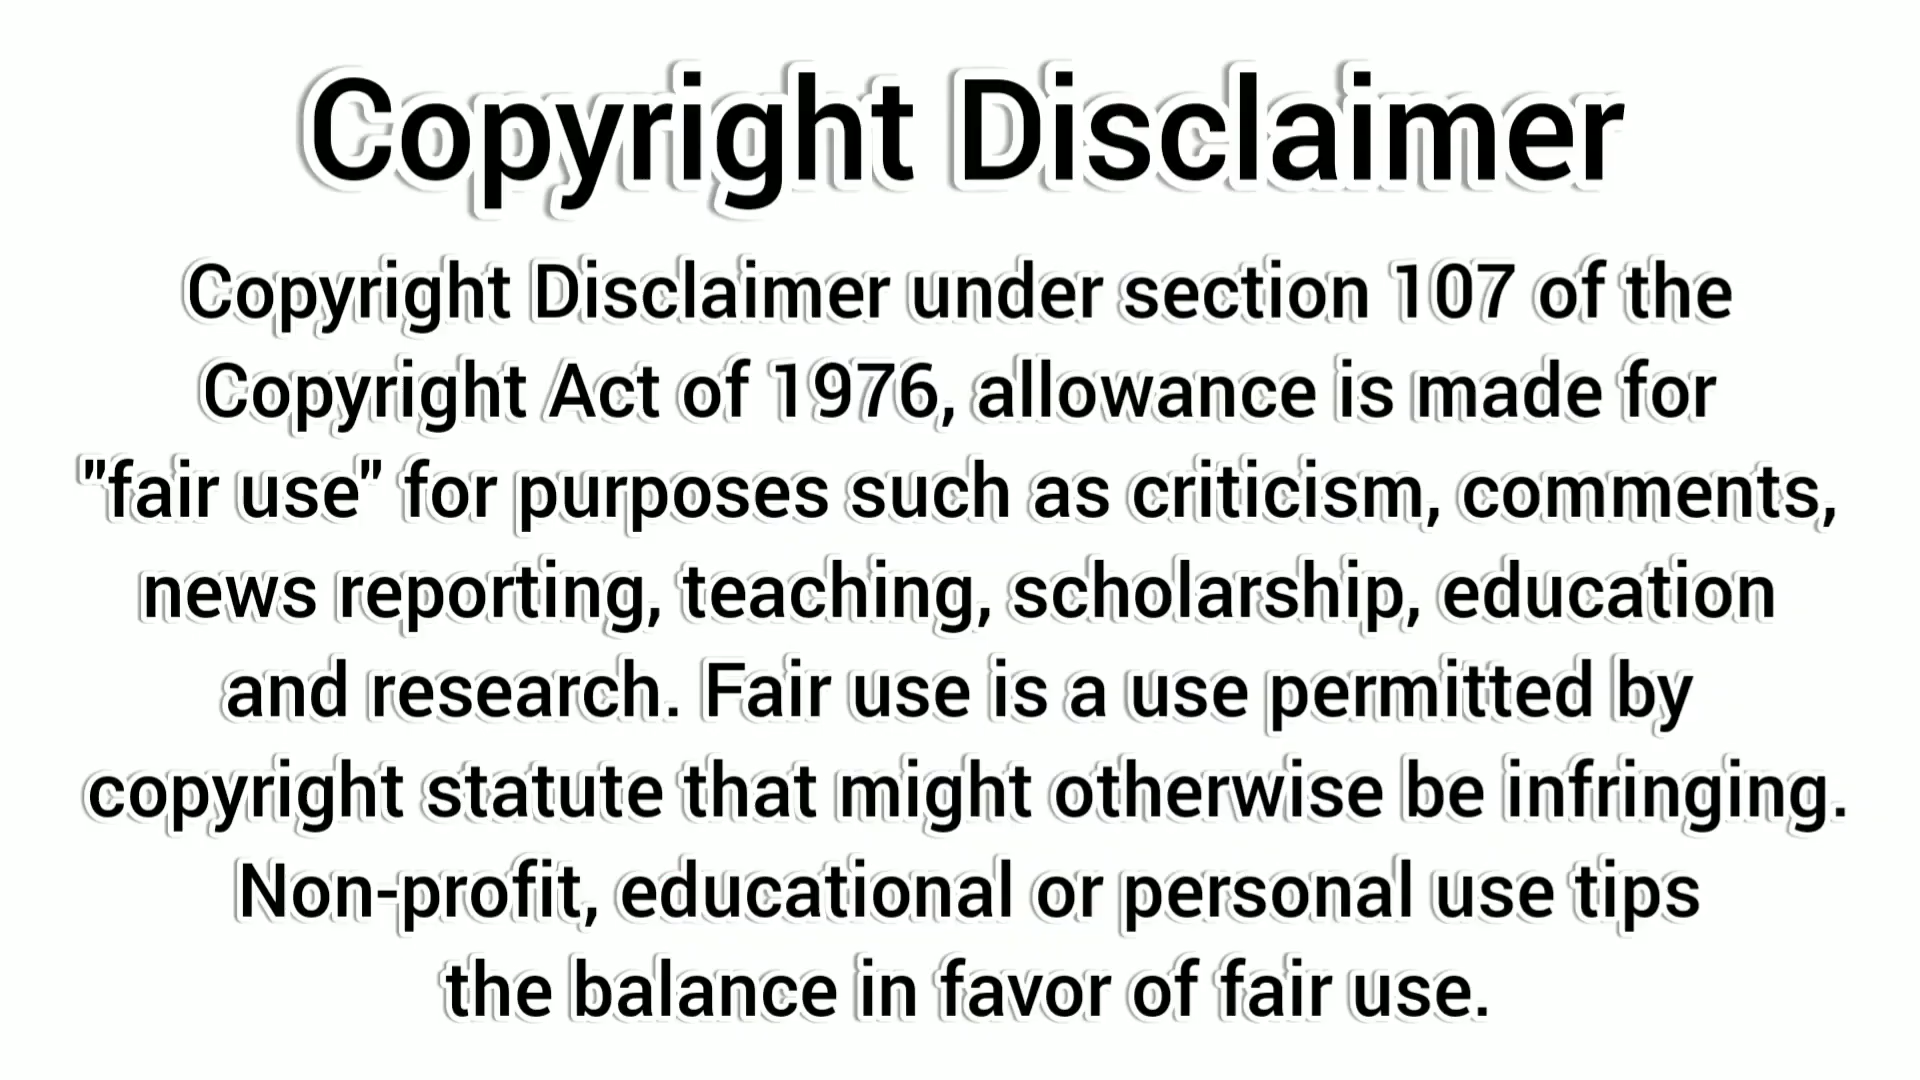 Copyright Disclaimer
Copyright Disclaimer under section 107 of the
Copyright Act of 1976, allowance is made for
"fair use" for purposes such as criticism, comments,
news reporting, teaching, scholarship, education
and research. Fair use is a use permitted by
copyright statute that might otherwise be infringing.
Non-profit, educational or personal use tips
the balance in favor of fair use.